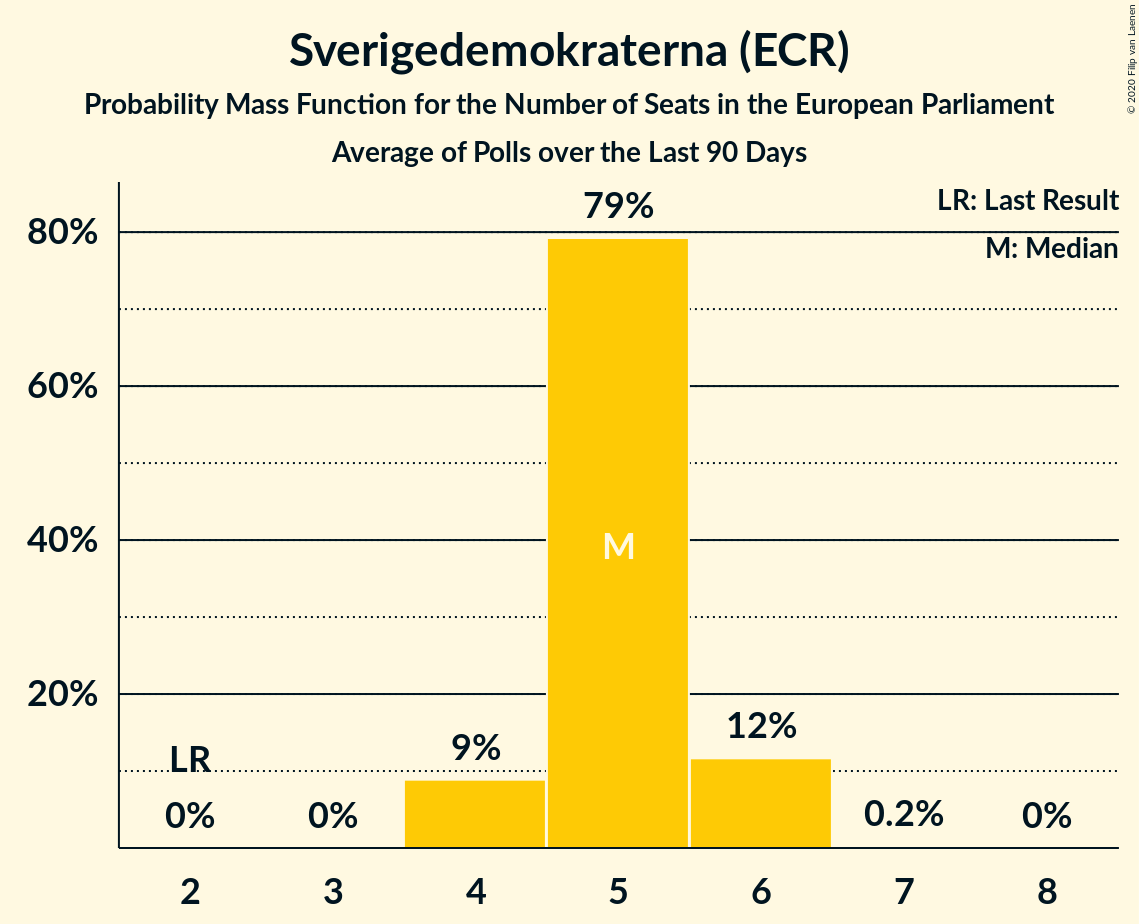 Sverigedemokraterna (ECR)
Probability Mass Function for the Number of Seats in the European Parliament
Average of Polls over the Last 90 Days
© 2020 Filip van Laenen
LR: Last Result
M: Median
80%
60%
40%
20%
79%
M
LR
0%
0%
9%
12%
0.2%
0%
2 3 4 5 6 7 8